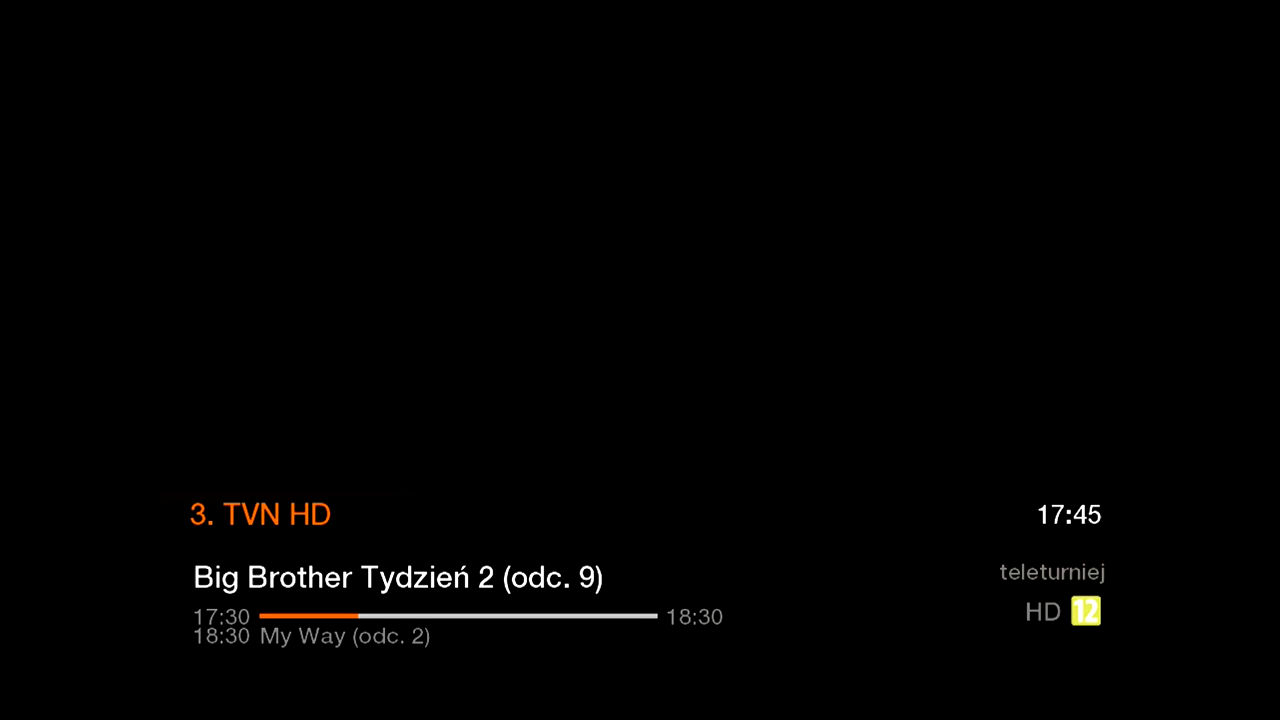 3. TVN HD
17:45
Big Brother Tydzień 2 (odc. 9)
teleturniej
17:30 18:30
HD 12
18:30 My Way (odc. 2)